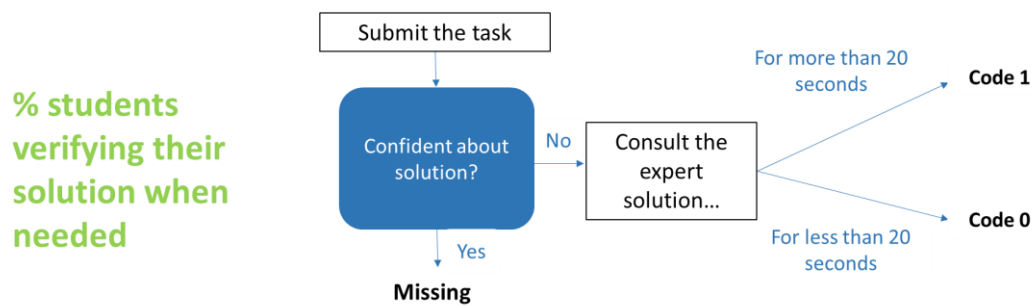 % students
verifying their
solution when
needed
Submit the task
Confident about
solution?
No
Yes
Missing
Consult the
expert
solution...
For more than 20
seconds
Code 1
For less than 20
seconds
Code 0